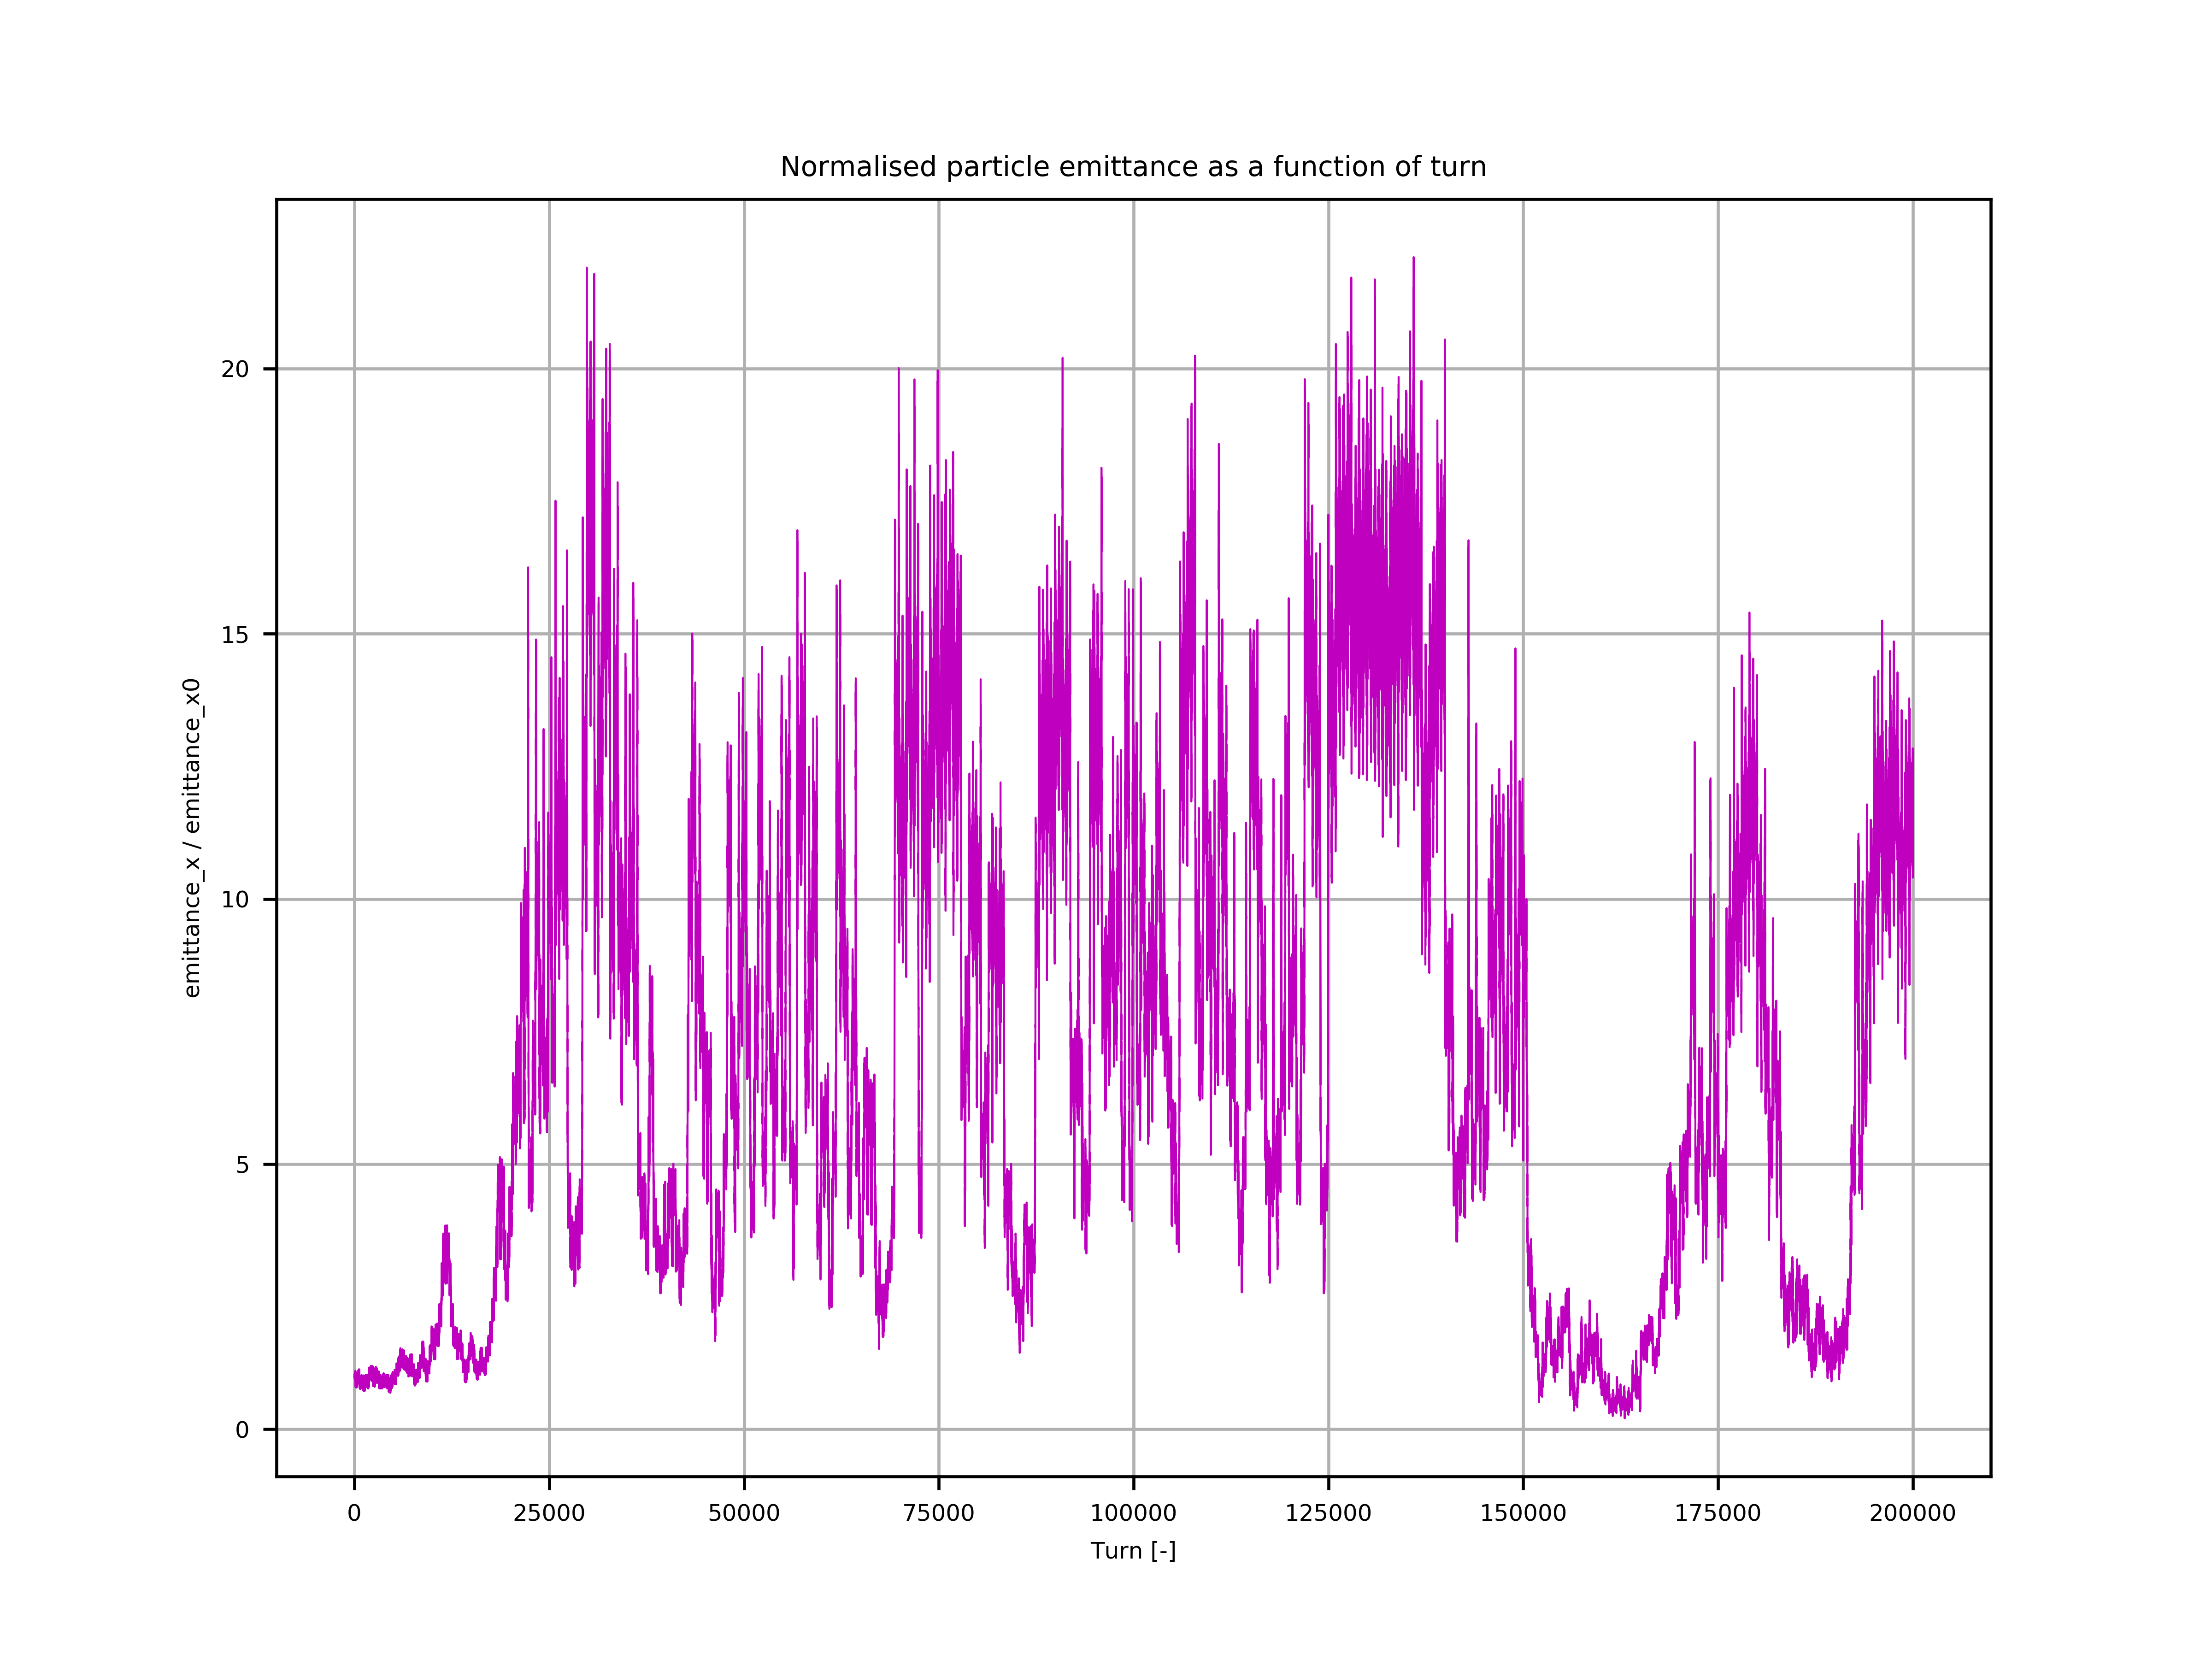 Normalised particle emittance as a function of turn
emittance_x / emittance_x0
20
15
10
5
0
0 25000 50000 75000 100000 125000 150000 175000 200000
Turn [-]